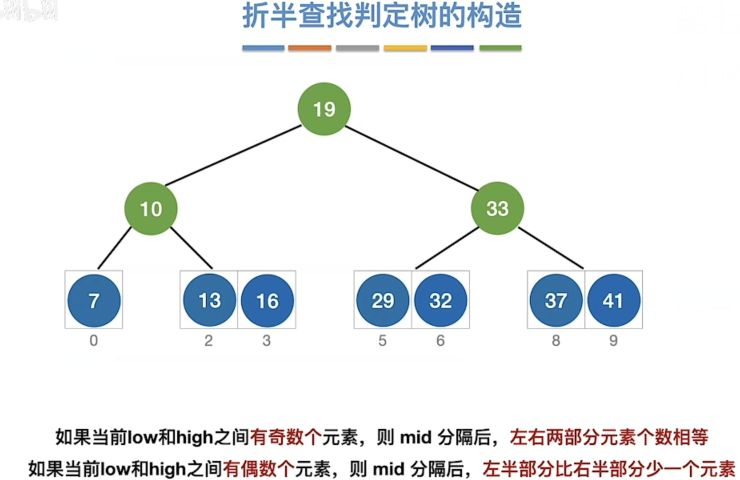 折半查找判定树的构造
19
10 33
7 13 16 29 32 37 41
0 2 3 5 6 8 9
如果当前low和high之间有奇数个元素，则 mid 分隔后，左右两部分元素个数相等
如果当前low和high之间有偶数个元素，则 mid 分隔后，左半部分比右半部分少一个元素